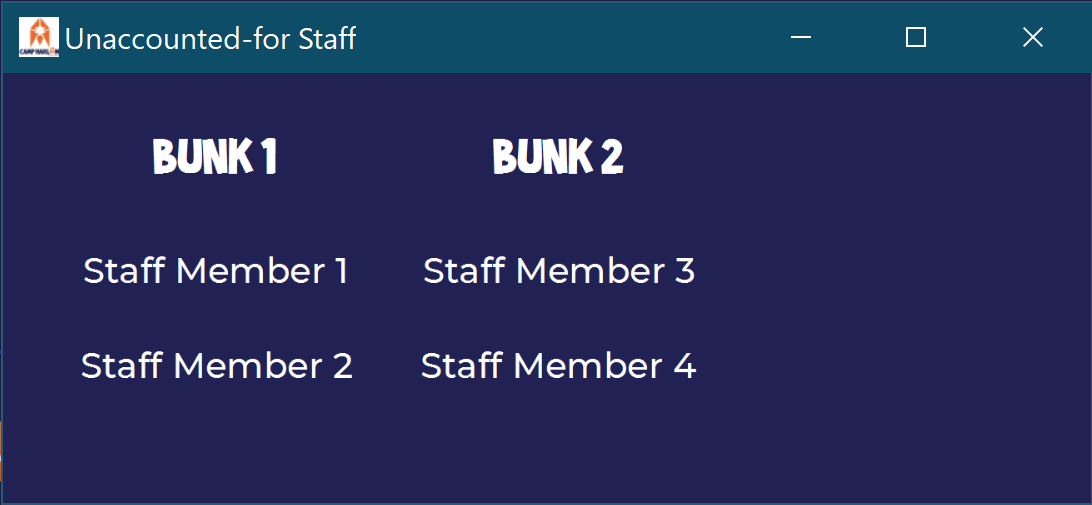 Unaccounted-for Staff
BUNK 1
BUNK 2
Staff Member 1
Staff Member 3
Staff Member 2
Staff Member 4